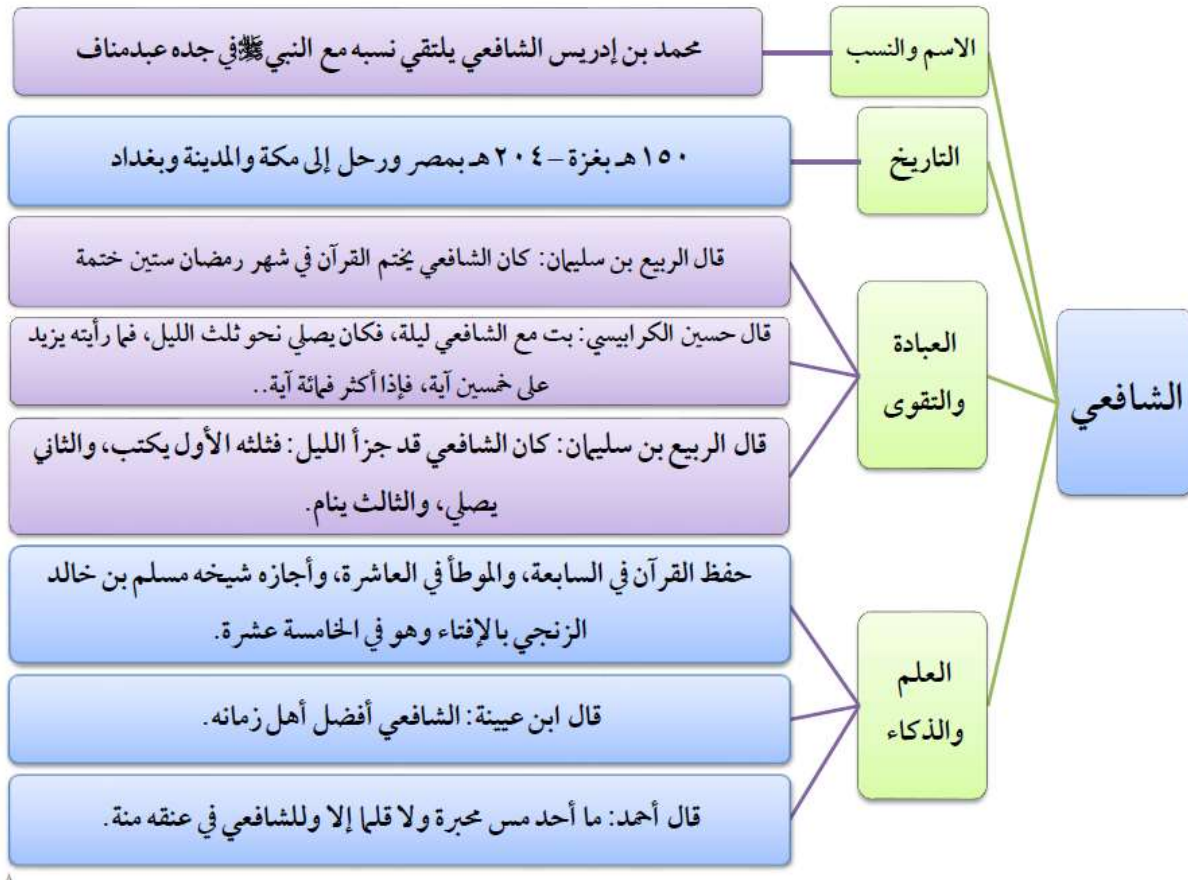 الشافعي
الاسم والنسب
محمد بن إدريس الشافعي يلتقي نسبه مع النبي ﷺ في جده عبدمناف
التاريخ
١٥٠ هـ بغزة – ٢٠٤ هـ بمصر ورحل إلى مكة والمدينة وبغداد
العبادة
والتقوى
قال الربيع بن سليمان: كان الشافعي يختم القرآن في شهر رمضان ستين ختمة
قال حسين الكرابيسي: بت مع الشافعي ليلة، فكان يصلي نحو ثلث الليل، فما رأيته يزيد
على خمسين آية، فإذا أكثر فمائة آية..
قال الربيع بن سليمان: كان الشافعي قد جزأ الليل: فثلثه الأول يكتب، والثاني
يصلي، والثالث ينام.
العلم
والذكاء
حفظ القرآن في السابعة، والموطأ في العاشرة، وأجازه شيخه مسلم بن خالد
الزنجي بالإفتاء وهو في الخامسة عشرة.
قال ابن عيينة: الشافعي أفضل أهل زمانه.
قال أحمد: ما أحد مس محبرة ولا قلما إلا وللشافعي في عنقه منة.